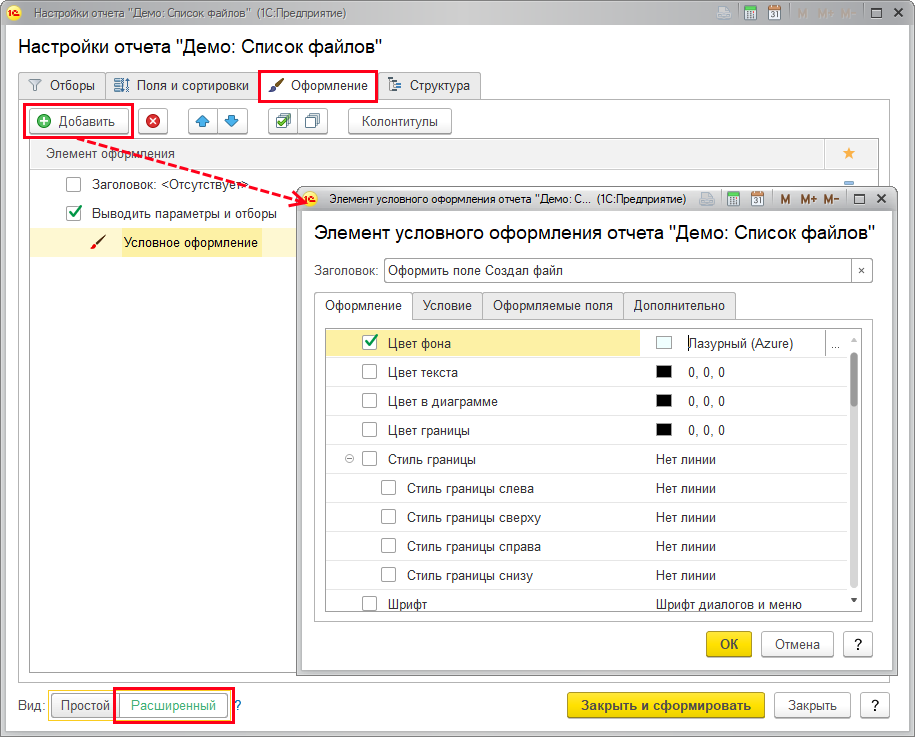 Настройки отчета "Демо: Список файлов" (1С:Предприятие)
31 M M+ M-
Настройки отчета "Демо: Список файлов"
Отборы Поля и сортировки Оформление Структура
Добавить Колонтитулы
Элемент оформления
Заголовок: <Отсутствует>
Выводить параметры и отборы
Условное оформление
Элемент условного оформления отчета "Демо: С... (1С:Предприятие)
31 M M+ M-
Элемент условного оформления отчета "Демо: Список файлов"
Заголовок: Оформить поле Создал файл ×
Оформление Условие Оформляемые поля Дополнительно
Цвет фона Лазурный (Azure) ...
Цвет текста 0, 0, 0
Цвет в диаграмме 0, 0, 0
Цвет границы 0, 0, 0
Стиль границы Нет линии
Стиль границы слева Нет линии
Стиль границы сверху Нет линии
Стиль границы справа Нет линии
Стиль границы снизу Нет линии
Шрифт Шрифт диалогов и меню
ОК Отмена ?
Вид: Простой Расширенный ? Закрыть и сформировать Закрыть ?